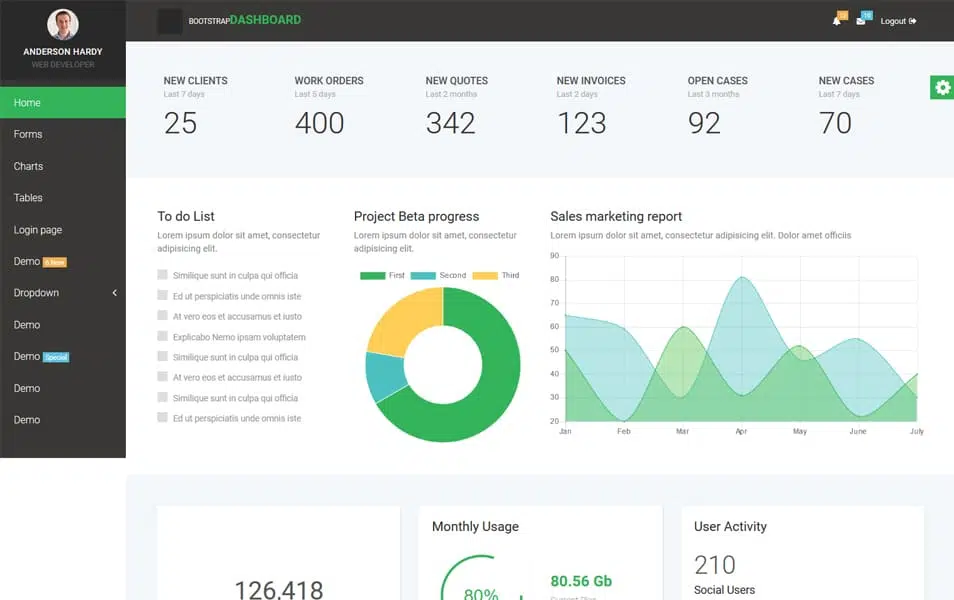 ANDERSON HARDY
WEB DEVELOPER
Home
Forms
Charts
Tables
Login page
Demo 6 New
Dropdown
Demo
Demo Special
Demo
Demo
BOOTSTRAPDASHBOARD
Logout
NEW CLIENTS
Last 7 days
25
WORK ORDERS
Last 5 days
400
NEW QUOTES
Last 2 months
342
NEW INVOICES
Last 2 days
123
OPEN CASES
Last 3 months
92
NEW CASES
Last 7 days
70
To do List
Lorem ipsum dolor sit amet, consectetur
adipisicing elit.
Similique sunt in culpa qui officia
Ed ut perspiciatis unde omnis iste
At vero eos et accusamus et iusto
Explicabo Nemo ipsam voluptatem
Similique sunt in culpa qui officia
At vero eos et accusamus et iusto
Similique sunt in culpa qui officia
Ed ut perspiciatis unde omnis iste
Project Beta progress
Lorem ipsum dolor sit amet, consectetur
adipisicing elit.
First Second Third
Sales marketing report
Lorem ipsum dolor sit amet, consectetur adipisicing elit. Dolor amet officiis
90
80
70
60
50
40
30
20
Jan Feb Mar Apr May June July
126,418
Monthly Usage
80%
80.56 Gb
Current Plan
User Activity
210
Social Users